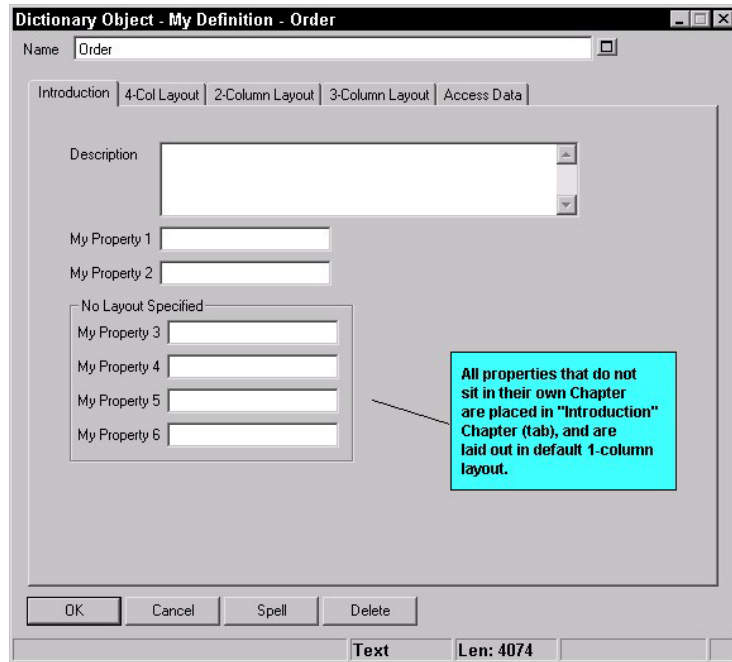 Dictionary Object - My Definition - Order
Name Order
Introduction 4-Col Layout 2-Column Layout 3-Column Layout Access Data
Description
My Property 1
My Property 2
No Layout Specified
My Property 3
My Property 4
My Property 5
My Property 6
All properties that do not
sit in their own Chapter
are placed in "Introduction"
Chapter (tab), and are
laid out in default 1-column
layout.
OK Cancel Spell Delete
Text Len: 4074